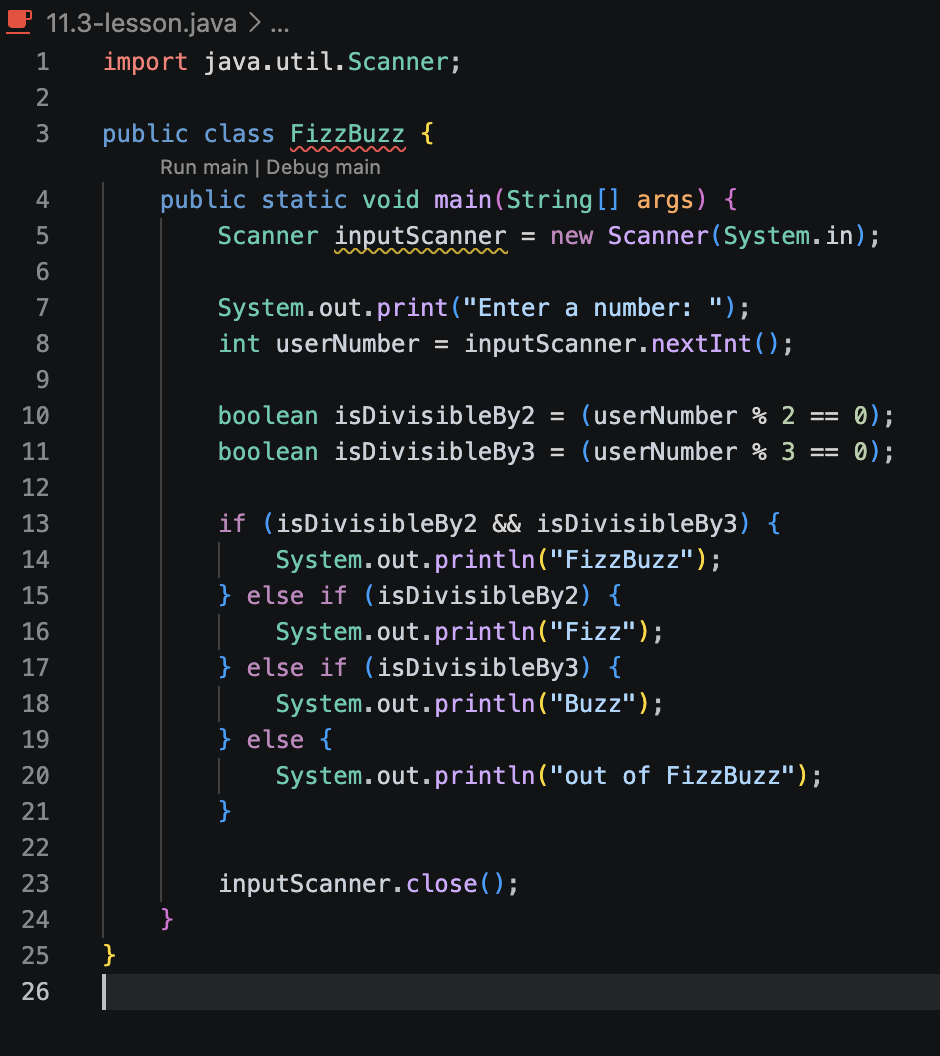 11.3-lesson.java > ...
1 import java.util.Scanner;
2
3 public class FizzBuzz {
Run main | Debug main
4     public static void main(String[] args) {
5         Scanner inputScanner = new Scanner(System.in);
6
7         System.out.print("Enter a number: ");
8         int userNumber = inputScanner.nextInt();
9
10         boolean isDivisibleBy2 = (userNumber % 2 == 0);
11         boolean isDivisibleBy3 = (userNumber % 3 == 0);
12
13         if (isDivisibleBy2 && isDivisibleBy3) {
14             System.out.println("FizzBuzz");
15         } else if (isDivisibleBy2) {
16             System.out.println("Fizz");
17         } else if (isDivisibleBy3) {
18             System.out.println("Buzz");
19         } else {
20             System.out.println("out of FizzBuzz");
21         }
22
23         inputScanner.close();
24     }
25 }
26